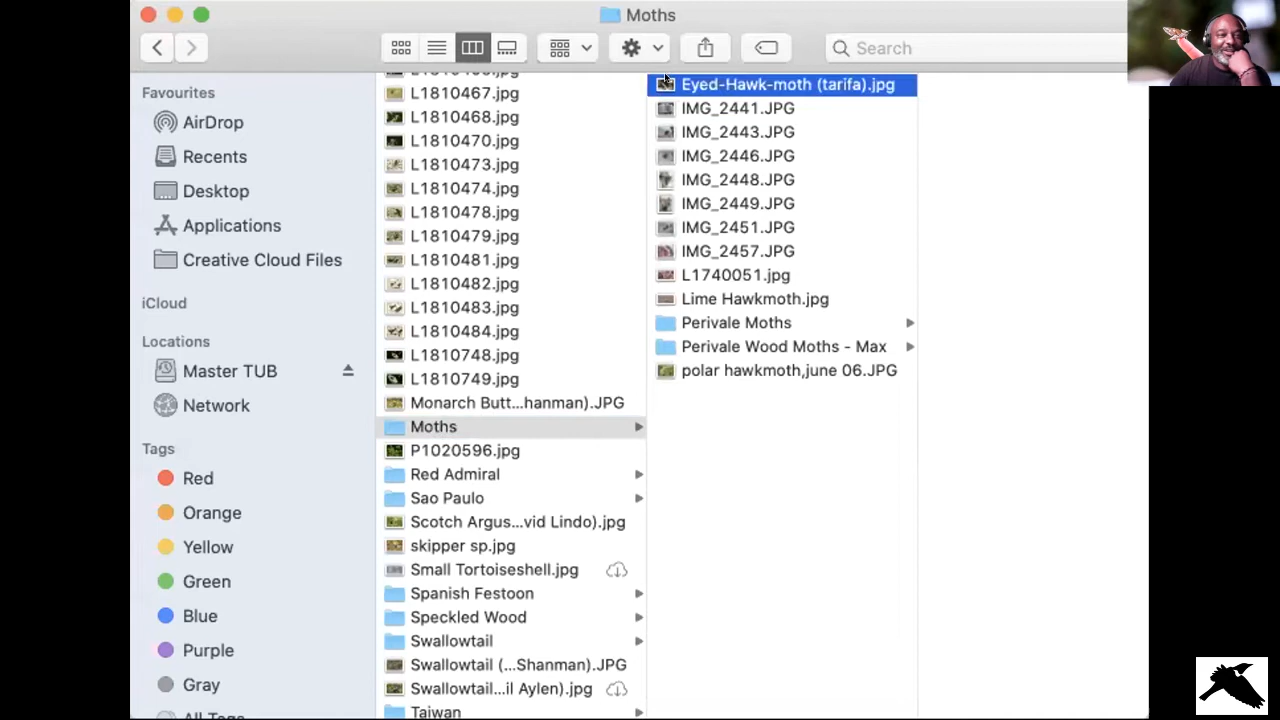 Moths
Search
Favourites
AirDrop
Recents
Desktop
Applications
Creative Cloud Files
iCloud
Locations
Master TUB
Network
Tags
Red
Orange
Yellow
Green
Blue
Purple
Gray
All Tags
L1810467.jpg
L1810468.jpg
L1810470.jpg
L1810473.jpg
L1810474.jpg
L1810478.jpg
L1810479.jpg
L1810481.jpg
L1810482.jpg
L1810483.jpg
L1810484.jpg
L1810748.jpg
L1810749.jpg
Monarch Butt...hanman).JPG
Moths
P1020596.jpg
Red Admiral
Sao Paulo
Scotch Argus...vid Lindo).jpg
skipper sp.jpg
Small Tortoiseshell.jpg
Spanish Festoon
Speckled Wood
Swallowtail
Swallowtail (...Shanman).JPG
Swallowtail...il Aylen).jpg
Taiwan
Eyed-Hawk-moth (tarifa).jpg
IMG_2441.JPG
IMG_2443.JPG
IMG_2446.JPG
IMG_2448.JPG
IMG_2449.JPG
IMG_2451.JPG
IMG_2457.JPG
L1740051.jpg
Lime Hawkmoth.jpg
Perivale Moths
Perivale Wood Moths - Max
polar hawkmoth,june 06.JPG